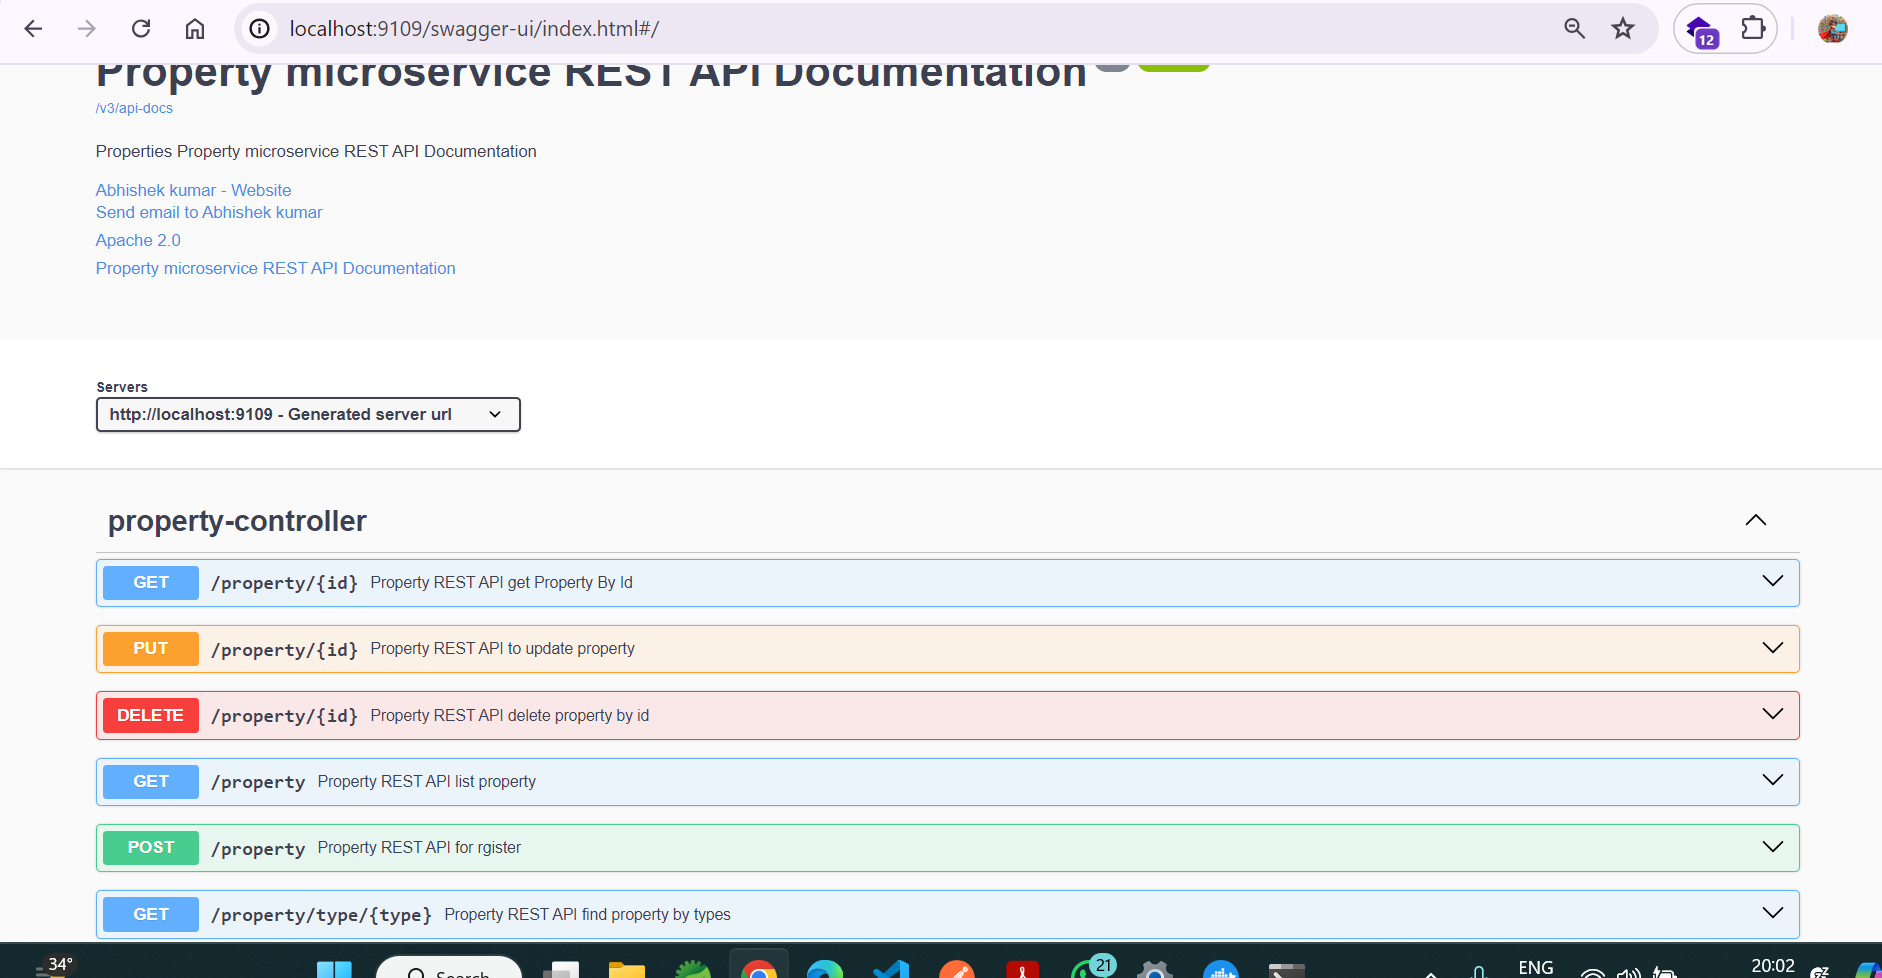 localhost:9109/swagger-ui/index.html#/
12
Property microservice REST API Documentation
/v3/api-docs
Properties Property microservice REST API Documentation
Abhishek kumar - Website
Send email to Abhishek kumar
Apache 2.0
Property microservice REST API Documentation
Servers
http://localhost:9109 - Generated server url
property-controller
GET /property/{id} Property REST API get Property By Id
PUT /property/{id} Property REST API to update property
DELETE /property/{id} Property REST API delete property by id
GET /property Property REST API list property
POST /property Property REST API for rgister
GET /property/type/{type} Property REST API find property by types
34°
Search
21
ENG
20:02